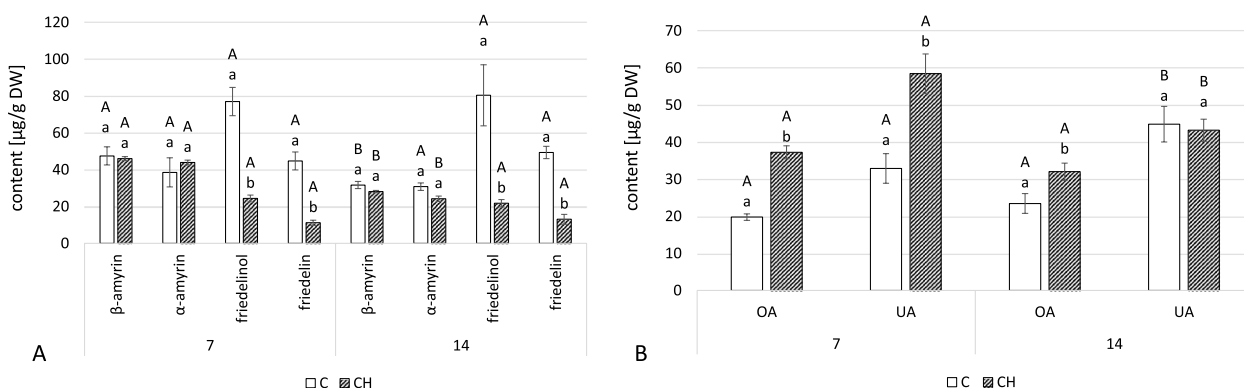 content [µg/g DW]
120
100
80
60
40
20
0
A A A A A A A A B B A B A A A A
a a a a a b a b a a a a a b a b
β-amyrin
α-amyrin
friedelinol
friedelin
β-amyrin
α-amyrin
friedelinol
friedelin
7 14
A
C CH
content [µg/g DW]
70
60
50
40
30
20
10
0
A A A A A A B B
a b a b a b a a
OA UA OA UA
7 14
B
C CH